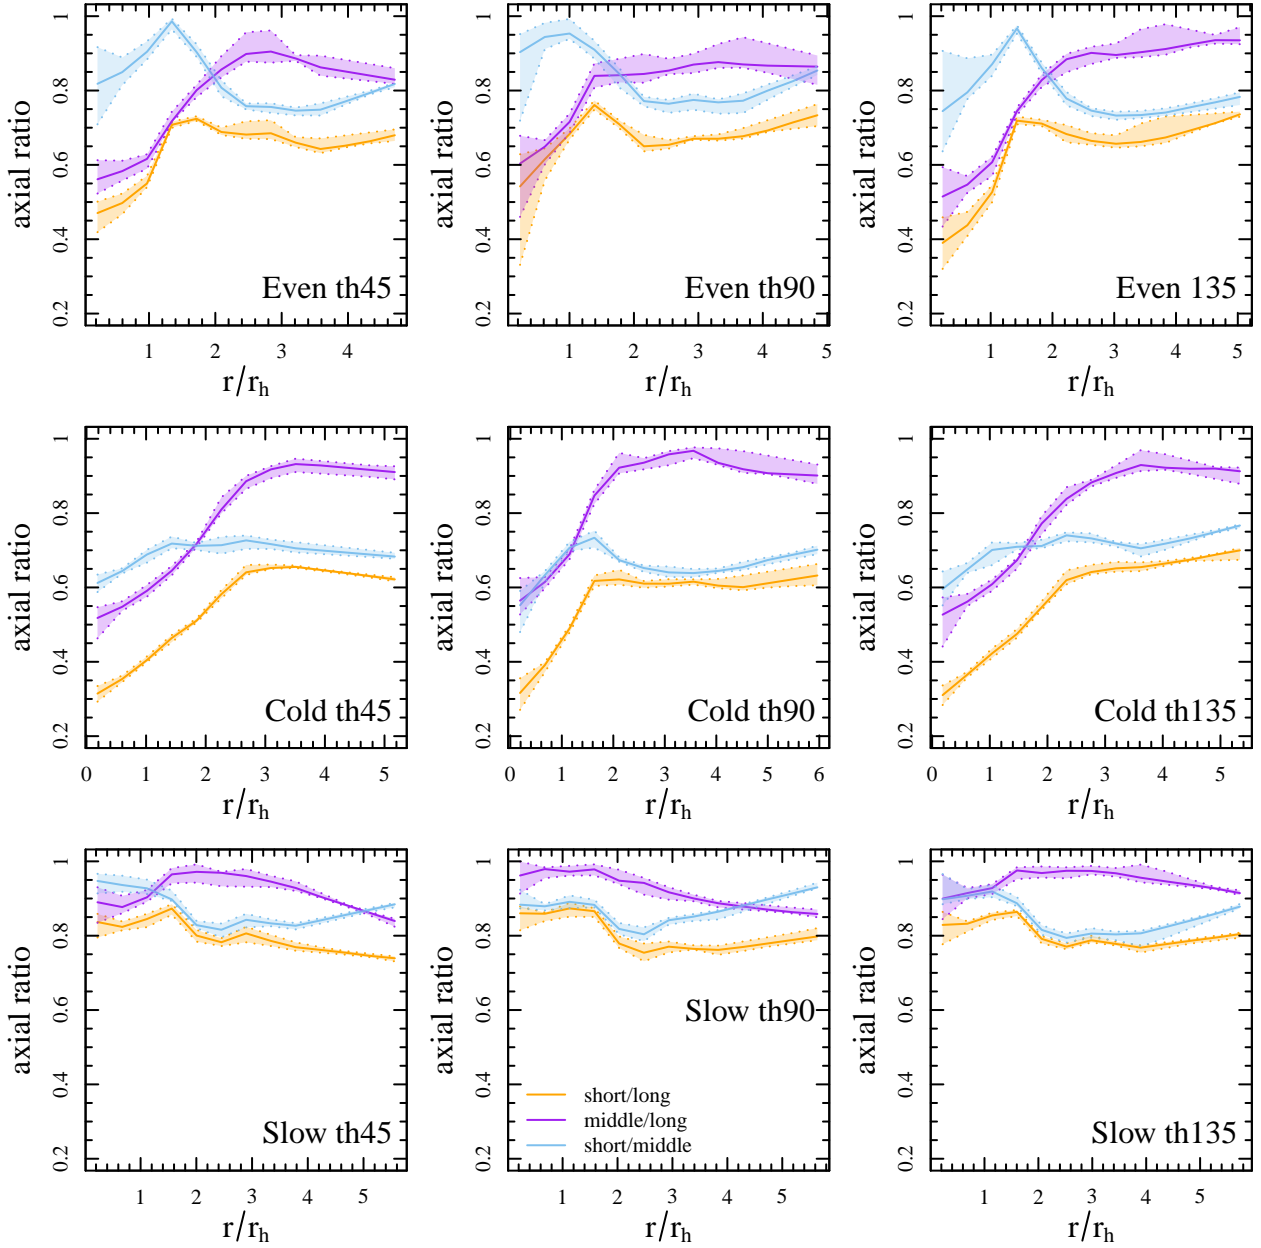 axial ratio
0.2 0.4 0.6 0.8 1
Even th45
1 2 3 4
r/rh
axial ratio
0.2 0.4 0.6 0.8 1
Even th90
1 2 3 4 5
r/rh
axial ratio
0.2 0.4 0.6 0.8 1
Even 135
1 2 3 4 5
r/rh
axial ratio
0.2 0.4 0.6 0.8 1
Cold th45
0 1 2 3 4 5
r/rh
axial ratio
0.2 0.4 0.6 0.8 1
Cold th90
0 1 2 3 4 5 6
r/rh
axial ratio
0.2 0.4 0.6 0.8 1
Cold th135
0 1 2 3 4 5
r/rh
axial ratio
0.2 0.4 0.6 0.8 1
Slow th45
1 2 3 4 5
r/rh
axial ratio
0.2 0.4 0.6 0.8 1
Slow th90
short/long
middle/long
short/middle
1 2 3 4 5
r/rh
axial ratio
0.2 0.4 0.6 0.8 1
Slow th135
1 2 3 4 5
r/rh